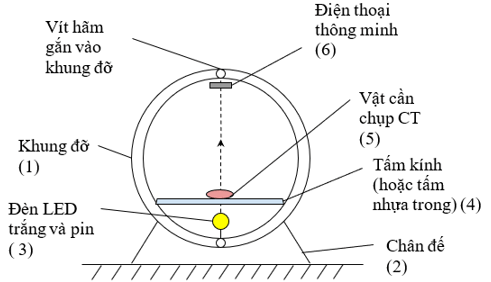 Vít hãm
gắn vào
khung đỡ
Điện thoại
thông minh
(6)
Vật cần
chụp CT
(5)
Khung đỡ
(1)
Tấm kính
(hoặc tấm
nhựa trong) (4)
Đèn LED
trắng và pin
( 3)
Chân đế
(2)